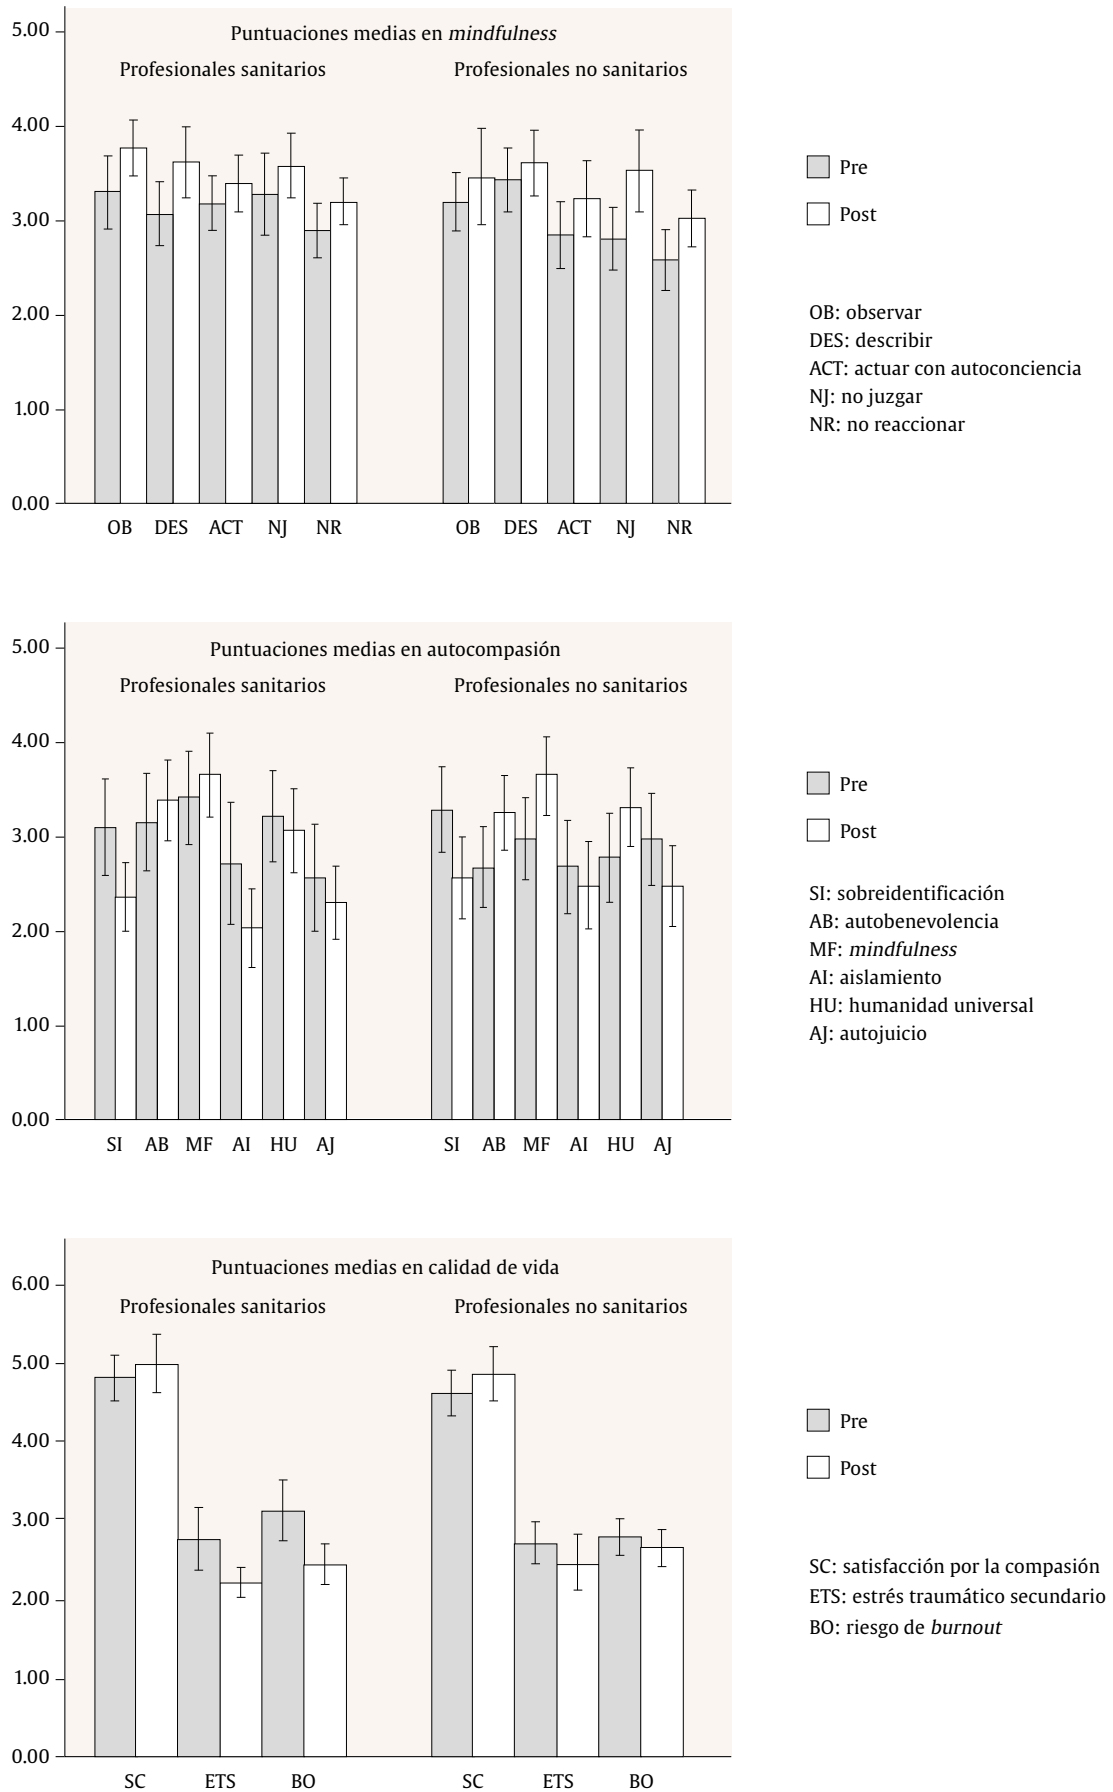 Puntuaciones medias en mindfulness
Profesionales sanitarios Profesionales no sanitarios
5.00
4.00
3.00
2.00
1.00
0.00
OB DES ACT NJ NR OB DES ACT NJ NR
Pre
Post
OB: observar
DES: describir
ACT: actuar con autoconciencia
NJ: no juzgar
NR: no reaccionar
Puntuaciones medias en autocompasión
Profesionales sanitarios Profesionales no sanitarios
5.00
4.00
3.00
2.00
1.00
0.00
SI AB MF AI HU AJ SI AB MF AI HU AJ
Pre
Post
SI: sobreidentificación
AB: autobenevolencia
MF: mindfulness
AI: aislamiento
HU: humanidad universal
AJ: autojuicio
Puntuaciones medias en calidad de vida
Profesionales sanitarios Profesionales no sanitarios
6.00
5.00
4.00
3.00
2.00
1.00
0.00
SC ETS BO SC ETS BO
Pre
Post
SC: satisfacción por la compasión
ETS: estrés traumático secundario
BO: riesgo de burnout